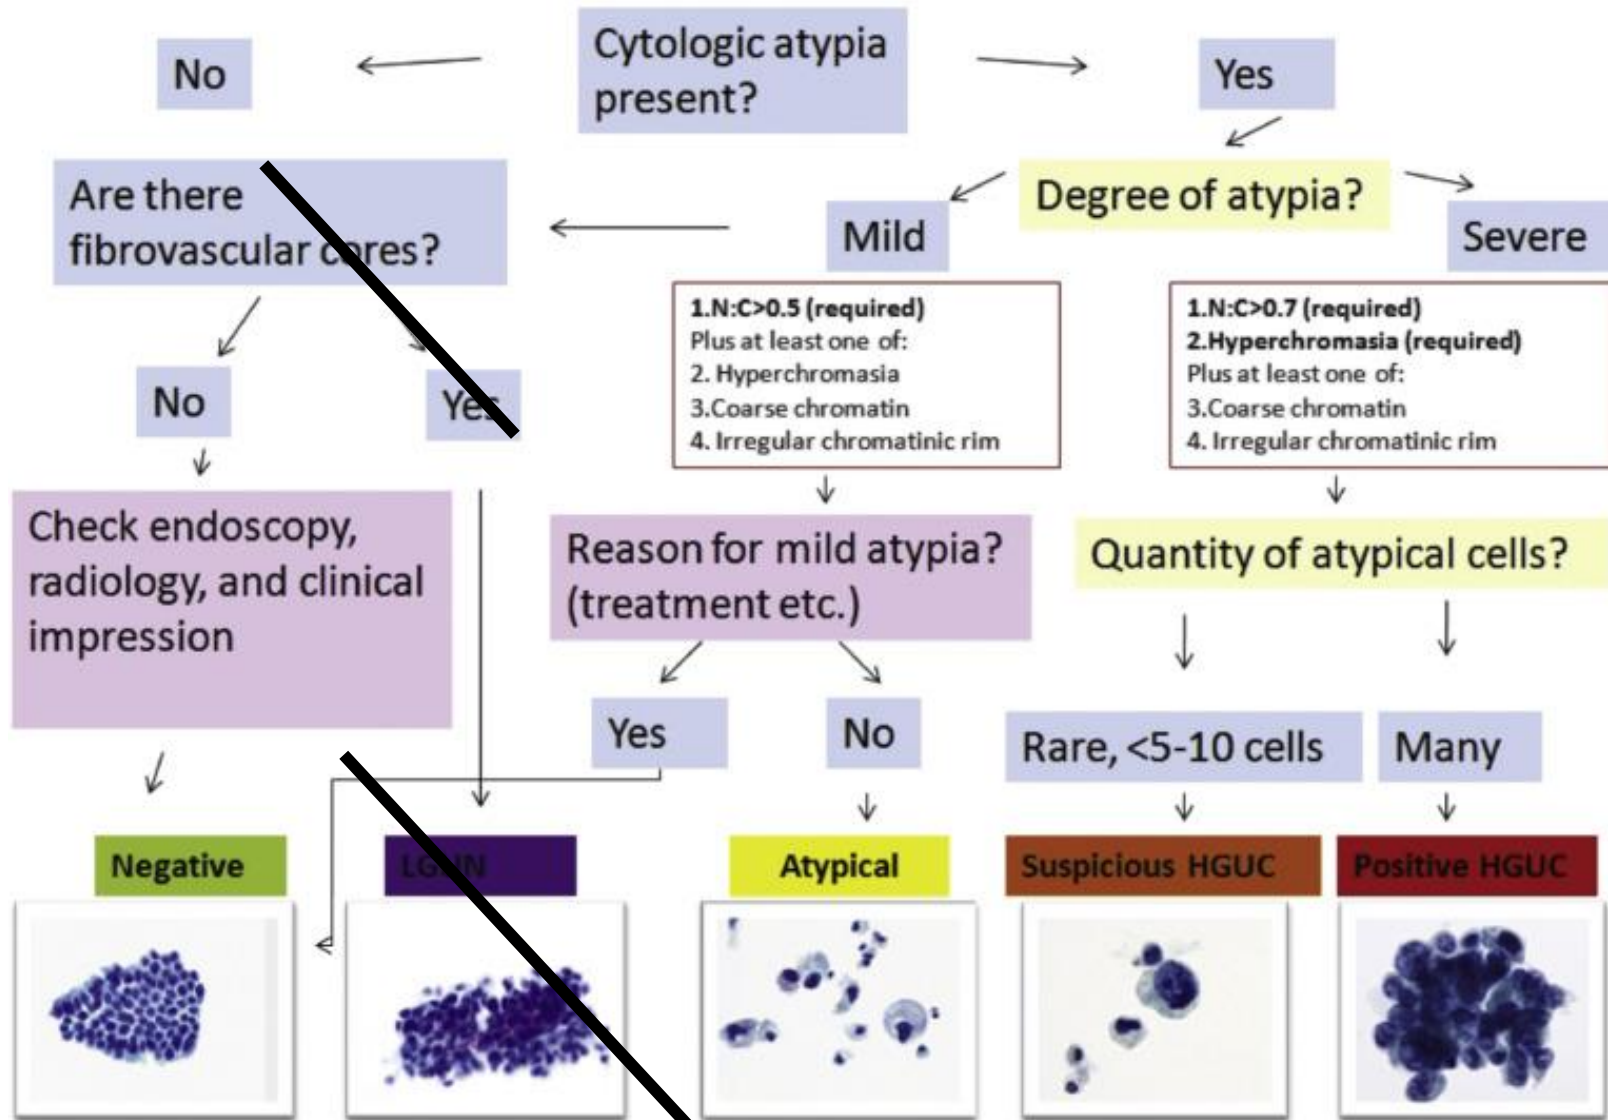 Cytologic atypia
present?
No
Yes
Are there
fibrovascular cores?
Degree of atypia?
Mild
Severe
1.N:C>0.5 (required)
Plus at least one of:
2. Hyperchromasia
3.Coarse chromatin
4. Irregular chromatinic rim
1.N:C>0.7 (required)
2.Hyperchromasia (required)
Plus at least one of:
3.Coarse chromatin
4. Irregular chromatinic rim
No
Yes
Check endoscopy,
radiology, and clinical
impression
Reason for mild atypia?
(treatment etc.)
Quantity of atypical cells?
Yes
No
Rare, <5-10 cells
Many
Negative
Atypical
Suspicious HGUC
Positive HGUC